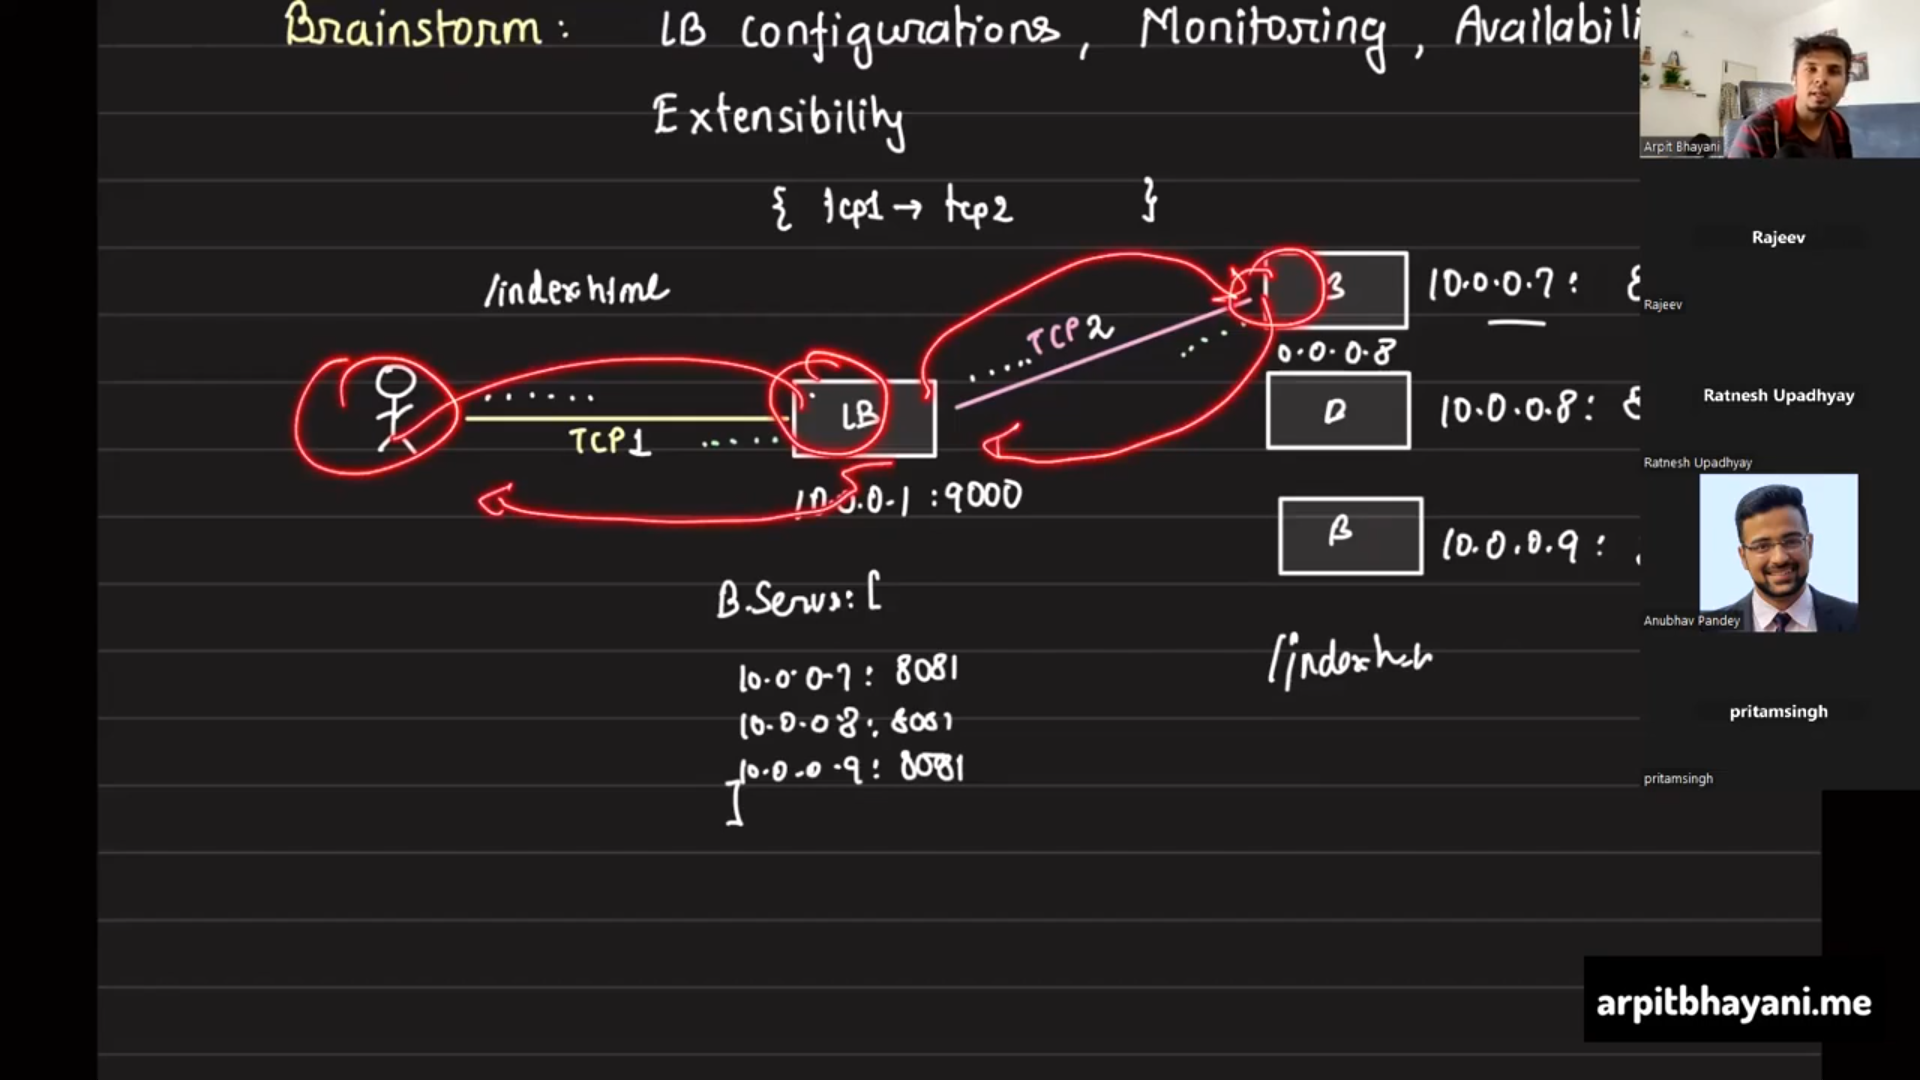 Brainstorm: LB Configurations, Monitoring, Availabili
Extensibility
{ tcp1 → tcp2 }
/index.html
TCP1
LB
10.0.0.1 :9000
TCP2
B
10.0.0.7:
0.0.0.8
B
10.0.0.8:
B
10.0.0.9 :
B.Servers: [
10.0.0.7: 8081
10.0.0.8: 8081
10.0.0.9: 8081
]
Arpit Bhayani
Rajeev
Rajeev
Ratnesh Upadhyay
Ratnesh Upadhyay
Anubhav Pandey
pritamsingh
pritamsingh
arpitbhayani.me